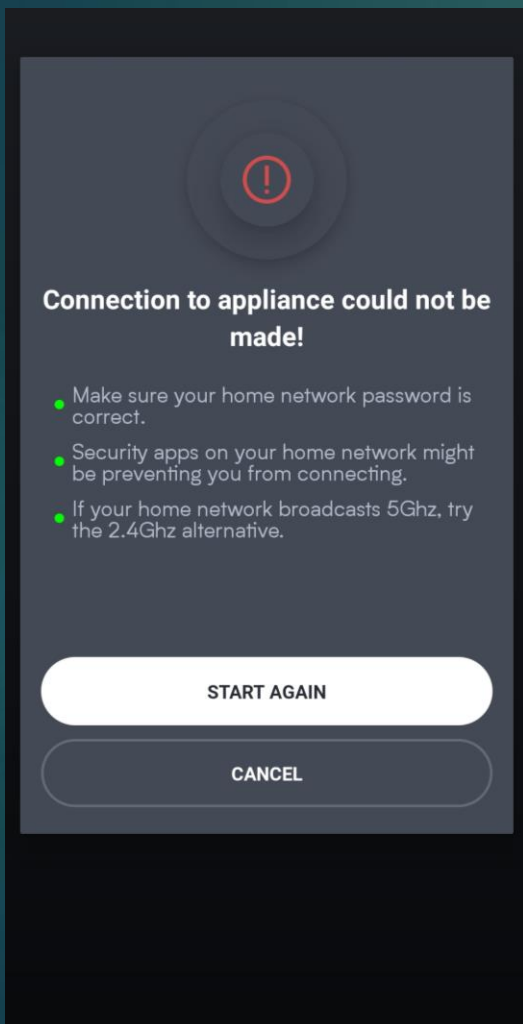 Connection to appliance could not be
made!
Make sure your home network password is
correct.
Security apps on your home network might
be preventing you from connecting.
If your home network broadcasts 5Ghz, try
the 2.4Ghz alternative.
START AGAIN
CANCEL